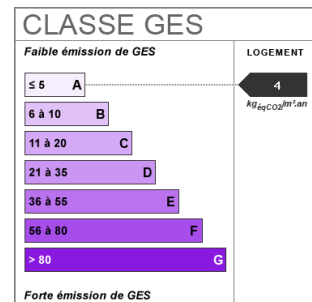 CLASSE GES
Faible émission de GES
LOGEMENT
≤ 5 A
4
kgéqCO2/m².an
6 à 10 B
11 à 20 C
21 à 35 D
36 à 55 E
56 à 80 F
> 80 G
Forte émission de GES